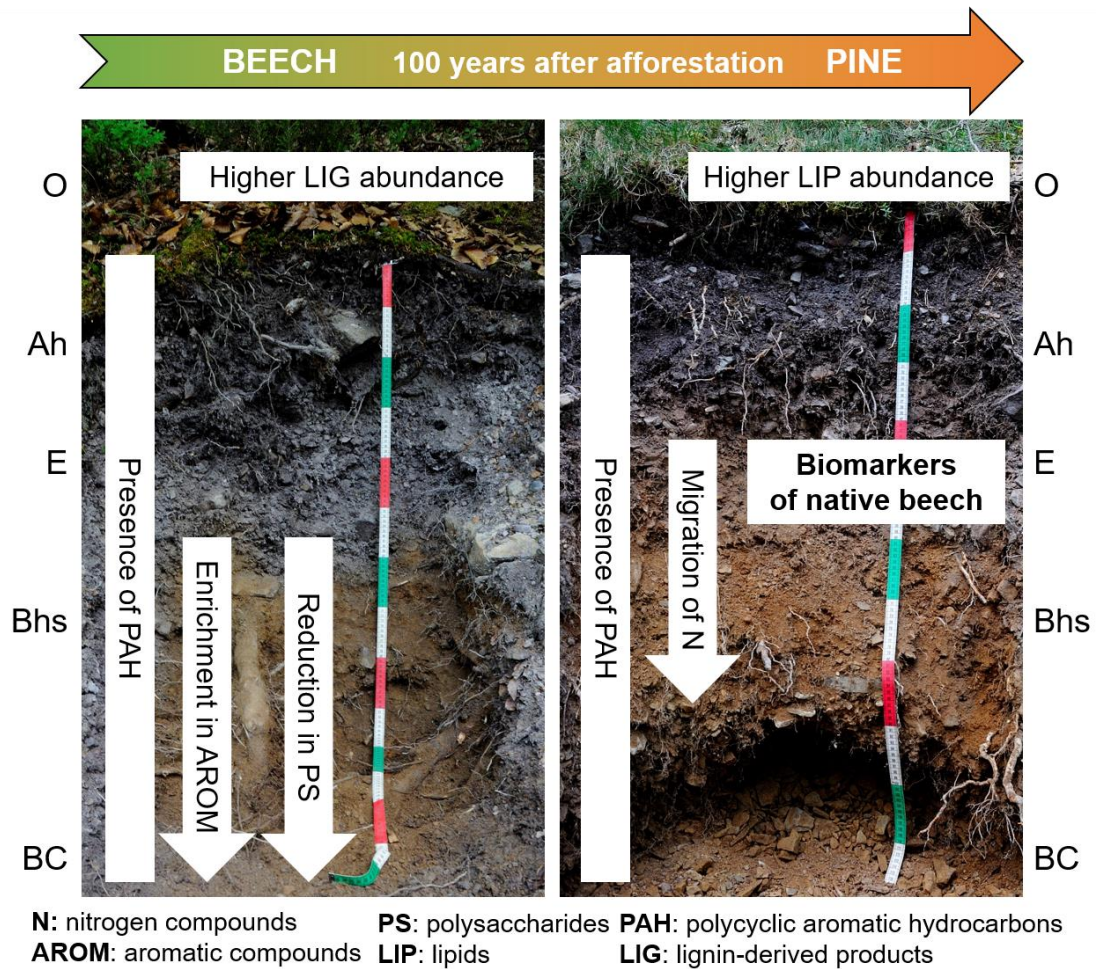 BEECH 100 years after afforestation PINE
O
Ah
E
Bhs
BC
Higher LIG abundance
Presence of PAH
Enrichment in AROM
Reduction in PS
Higher LIP abundance
Presence of PAH
Migration of N
Biomarkers
of native beech
O
Ah
E
Bhs
BC
N: nitrogen compounds PS: polysaccharides PAH: polycyclic aromatic hydrocarbons
AROM: aromatic compounds LIP: lipids LIG: lignin-derived products